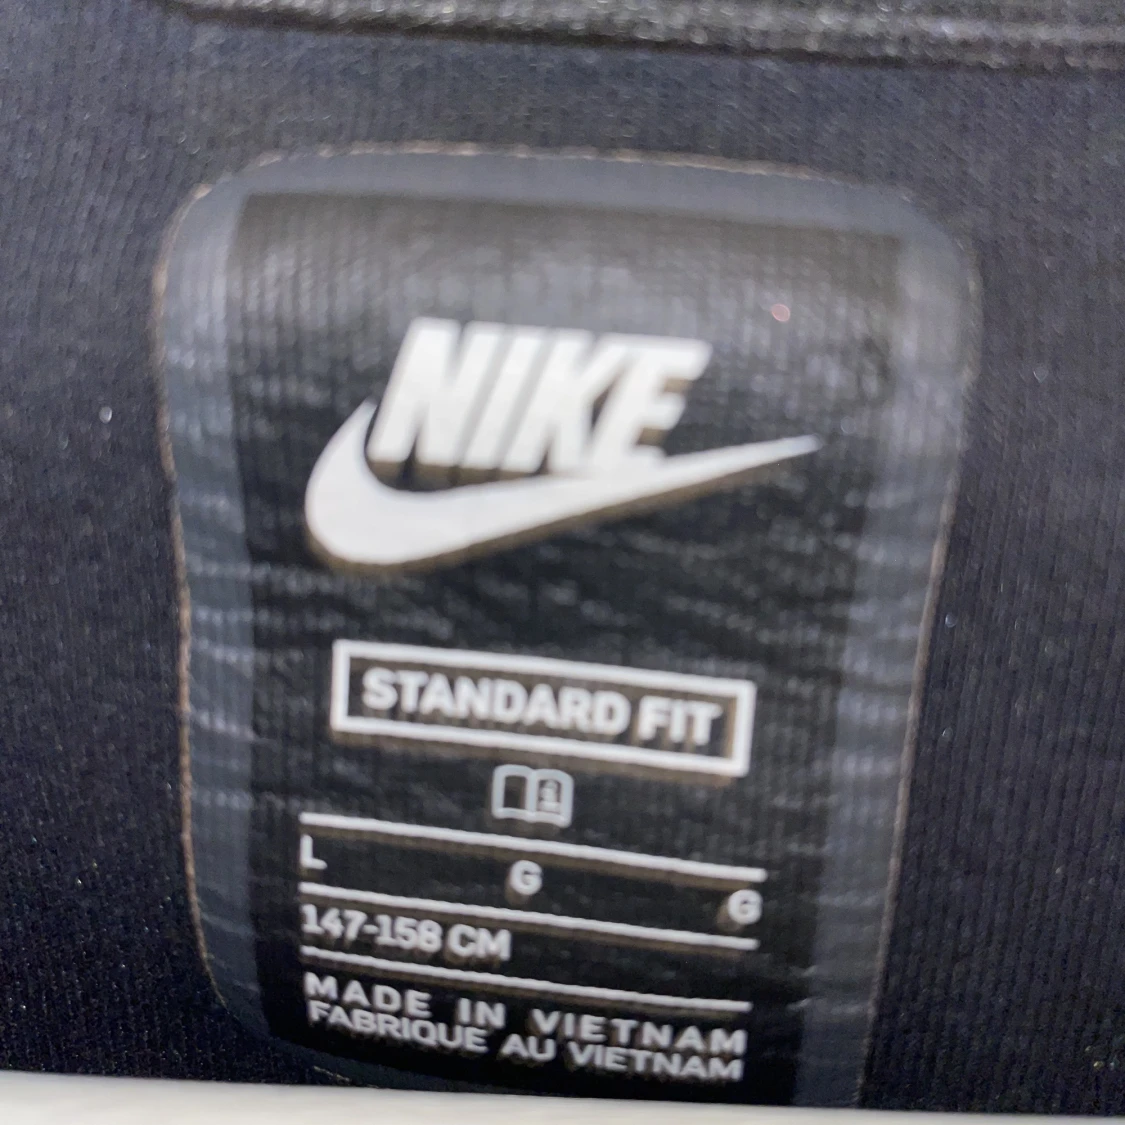 NIKE
STANDARD FIT
L G G
147-158 CM
MADE IN VIETNAM
FABRIQUE AU VIETNAM